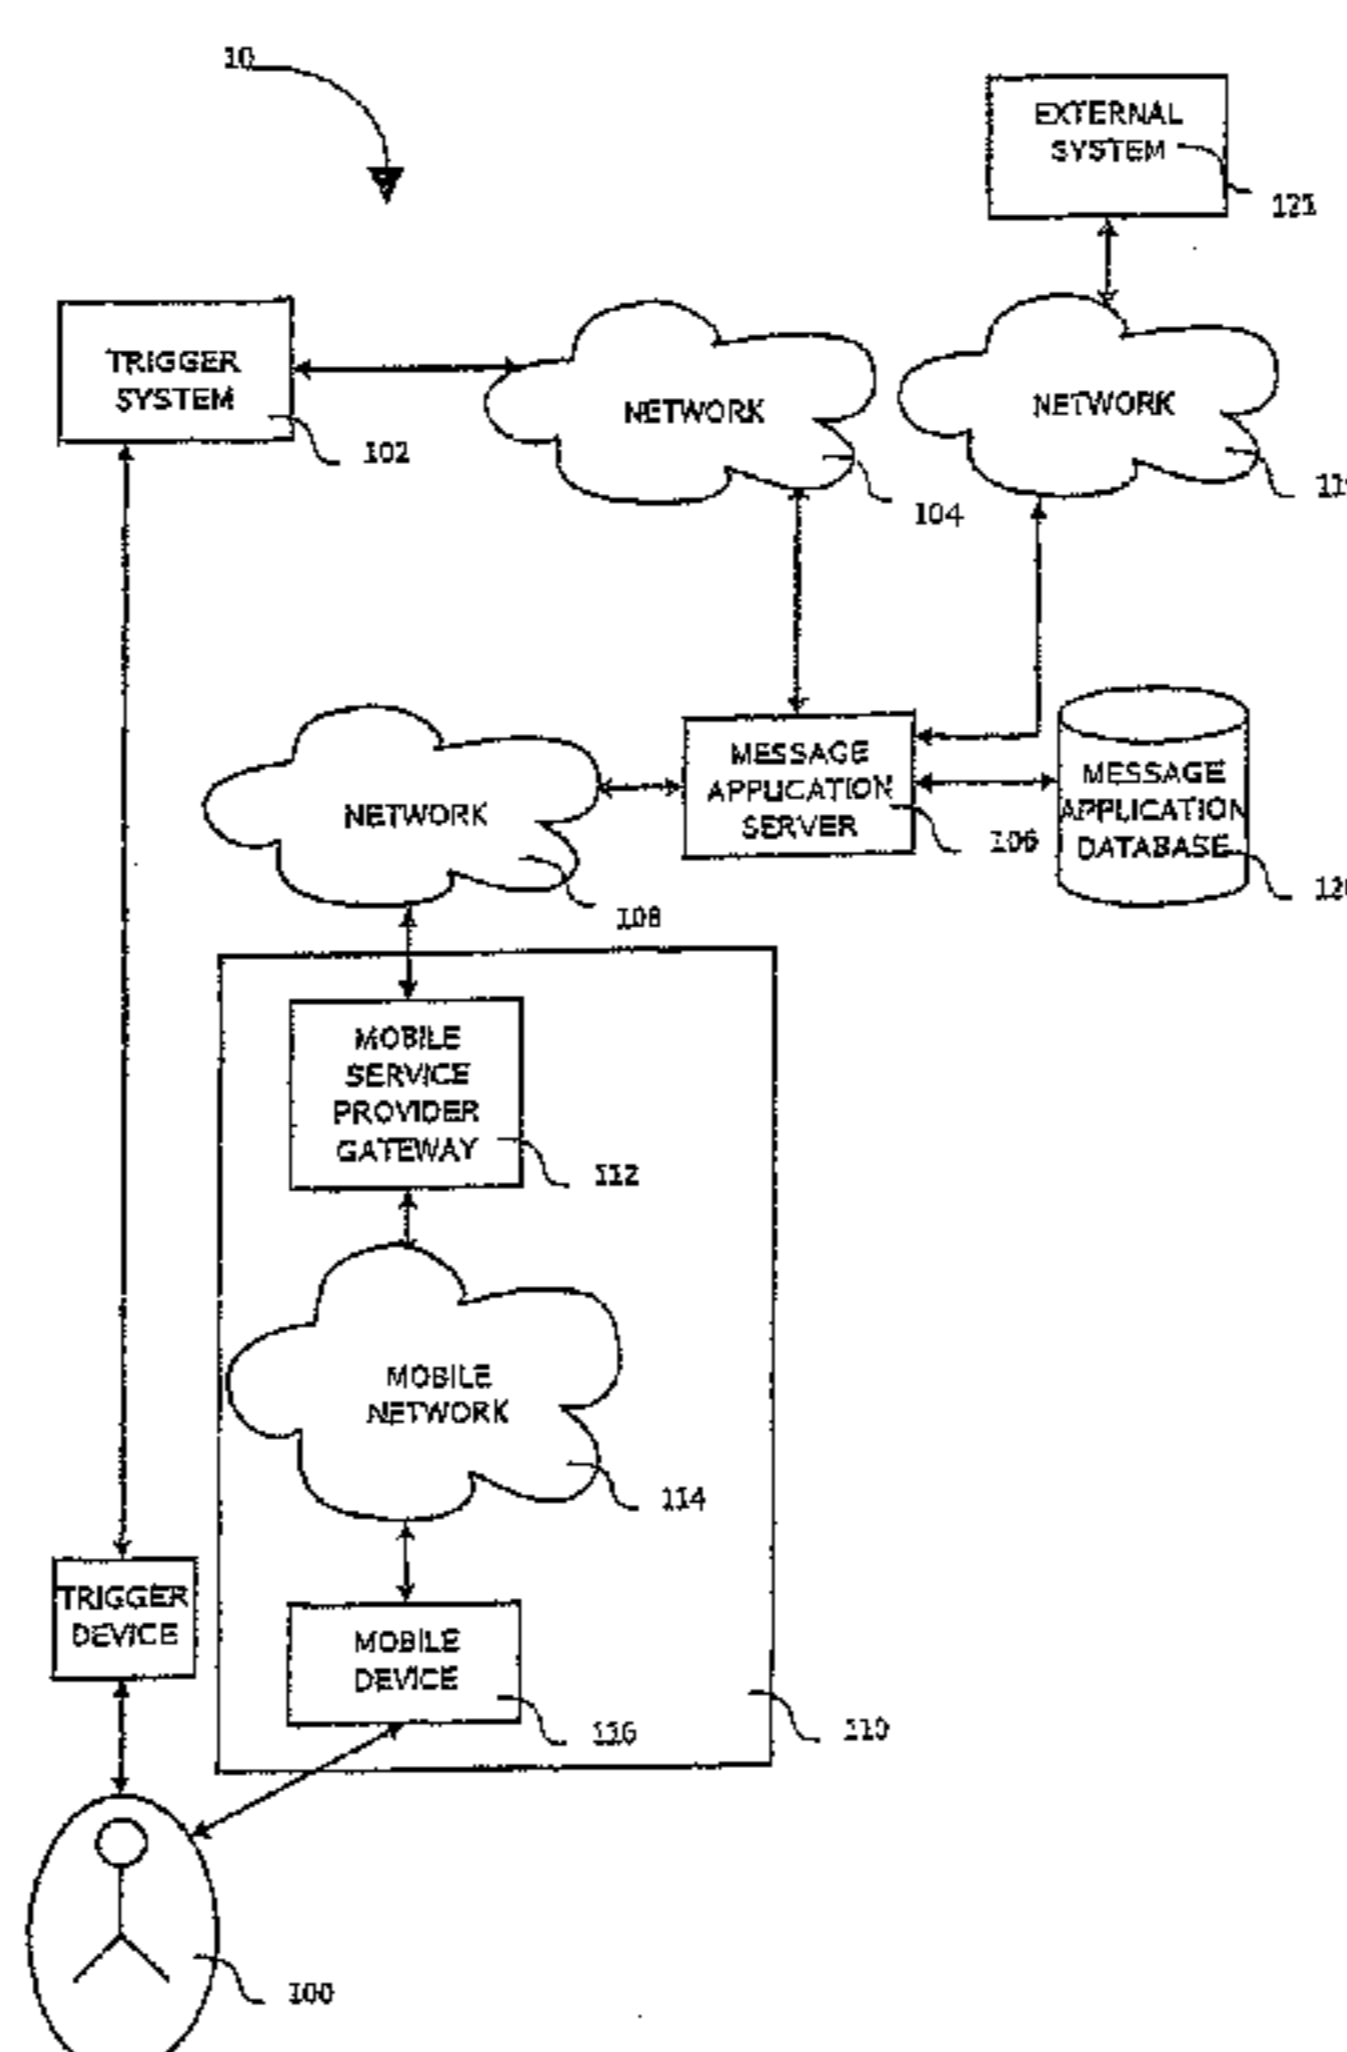 10
EXTERNAL
SYSTEM
121
TRIGGER
SYSTEM
102
NETWORK
104
NETWORK
MESSAGE
APPLICATION
SERVER
106
MESSAGE
APPLICATION
DATABASE
NETWORK
108
MOBILE
SERVICE
PROVIDER
GATEWAY
112
MOBILE
NETWORK
114
TRIGGER
DEVICE
MOBILE
DEVICE
116
110
100